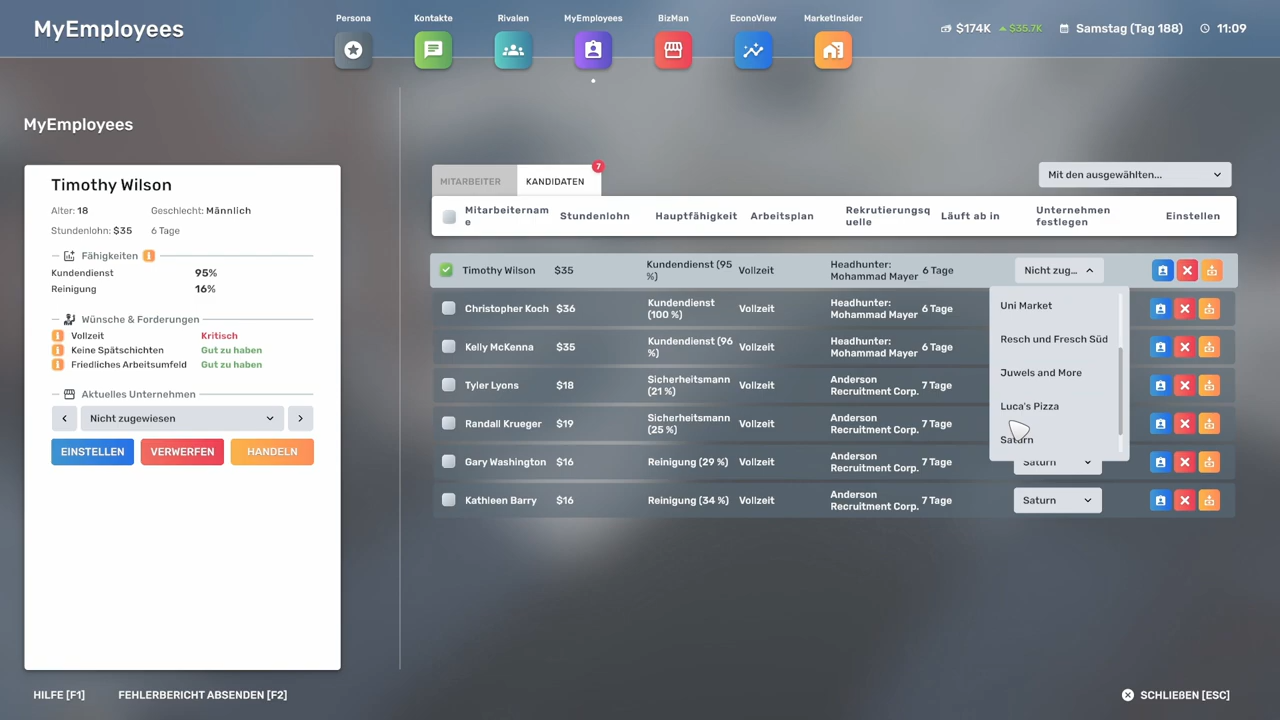 MyEmployees
Persona
Kontakte
Rivalen
MyEmployees
BizMan
EconoView
MarketInsider
$174K
$35.7K
Samstag (Tag 188)
11:09
MyEmployees
Timothy Wilson
Alter: 18
Geschlecht: Männlich
Stundenlohn: $35
6 Tage
Fähigkeiten
Kundendienst 95%
Reinigung 16%
Wünsche & Forderungen
Vollzeit Kritisch
Keine Spätschichten Gut zu haben
Friedliches Arbeitsumfeld Gut zu haben
Aktuelles Unternehmen
Nicht zugewiesen
EINSTELLEN
VERWERFEN
HANDELN
MITARBEITER
KANDIDATEN
7
Mit den ausgewählten...
Mitarbeiternam
e
Stundenlohn
Hauptfähigkeit
Arbeitsplan
Rekrutierungsq
uelle
Läuft ab in
Unternehmen
festlegen
Einstellen
Timothy Wilson
$35
Kundendienst (95
%)
Vollzeit
Headhunter:
Mohammad Mayer
6 Tage
Nicht zug...
Christopher Koch
$36
Kundendienst
(100 %)
Vollzeit
Headhunter:
Mohammad Mayer
6 Tage
Kelly McKenna
$35
Kundendienst (96
%)
Vollzeit
Headhunter:
Mohammad Mayer
6 Tage
Tyler Lyons
$18
Sicherheitsmann
(21 %)
Vollzeit
Anderson
Recruitment Corp.
7 Tage
Randall Krueger
$19
Sicherheitsmann
(25 %)
Vollzeit
Anderson
Recruitment Corp.
7 Tage
Gary Washington
$16
Reinigung (29 %)
Vollzeit
Anderson
Recruitment Corp.
7 Tage
Saturn
Kathleen Barry
$16
Reinigung (34 %)
Vollzeit
Anderson
Recruitment Corp.
7 Tage
Saturn
Uni Market
Resch und Fresch Süd
Juwels and More
Luca's Pizza
Saturn
HILFE [F1]
FEHLERBERICHT ABSENDEN [F2]
SCHLIEßEN [ESC]